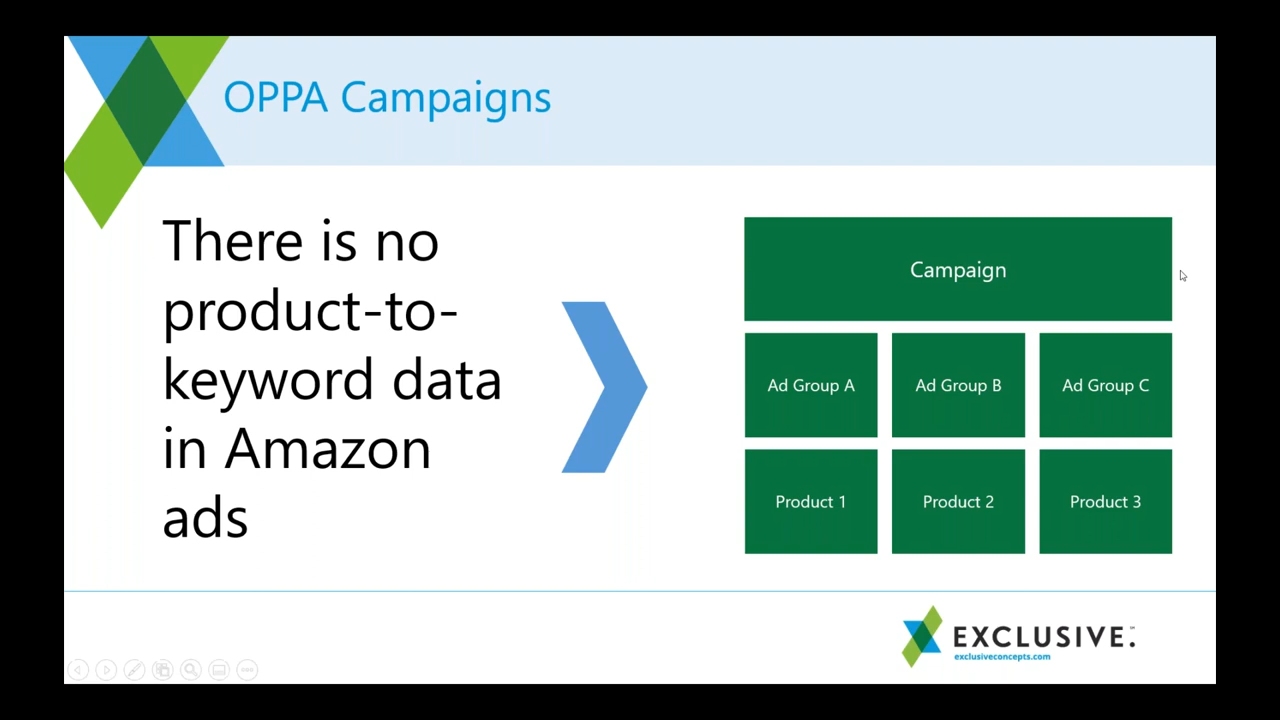 OPPA Campaigns
There is no
product-to-
keyword data
in Amazon
ads
Campaign
Ad Group A
Ad Group B
Ad Group C
Product 1
Product 2
Product 3
EXCLUSIVE.
exclusiveconcepts.com